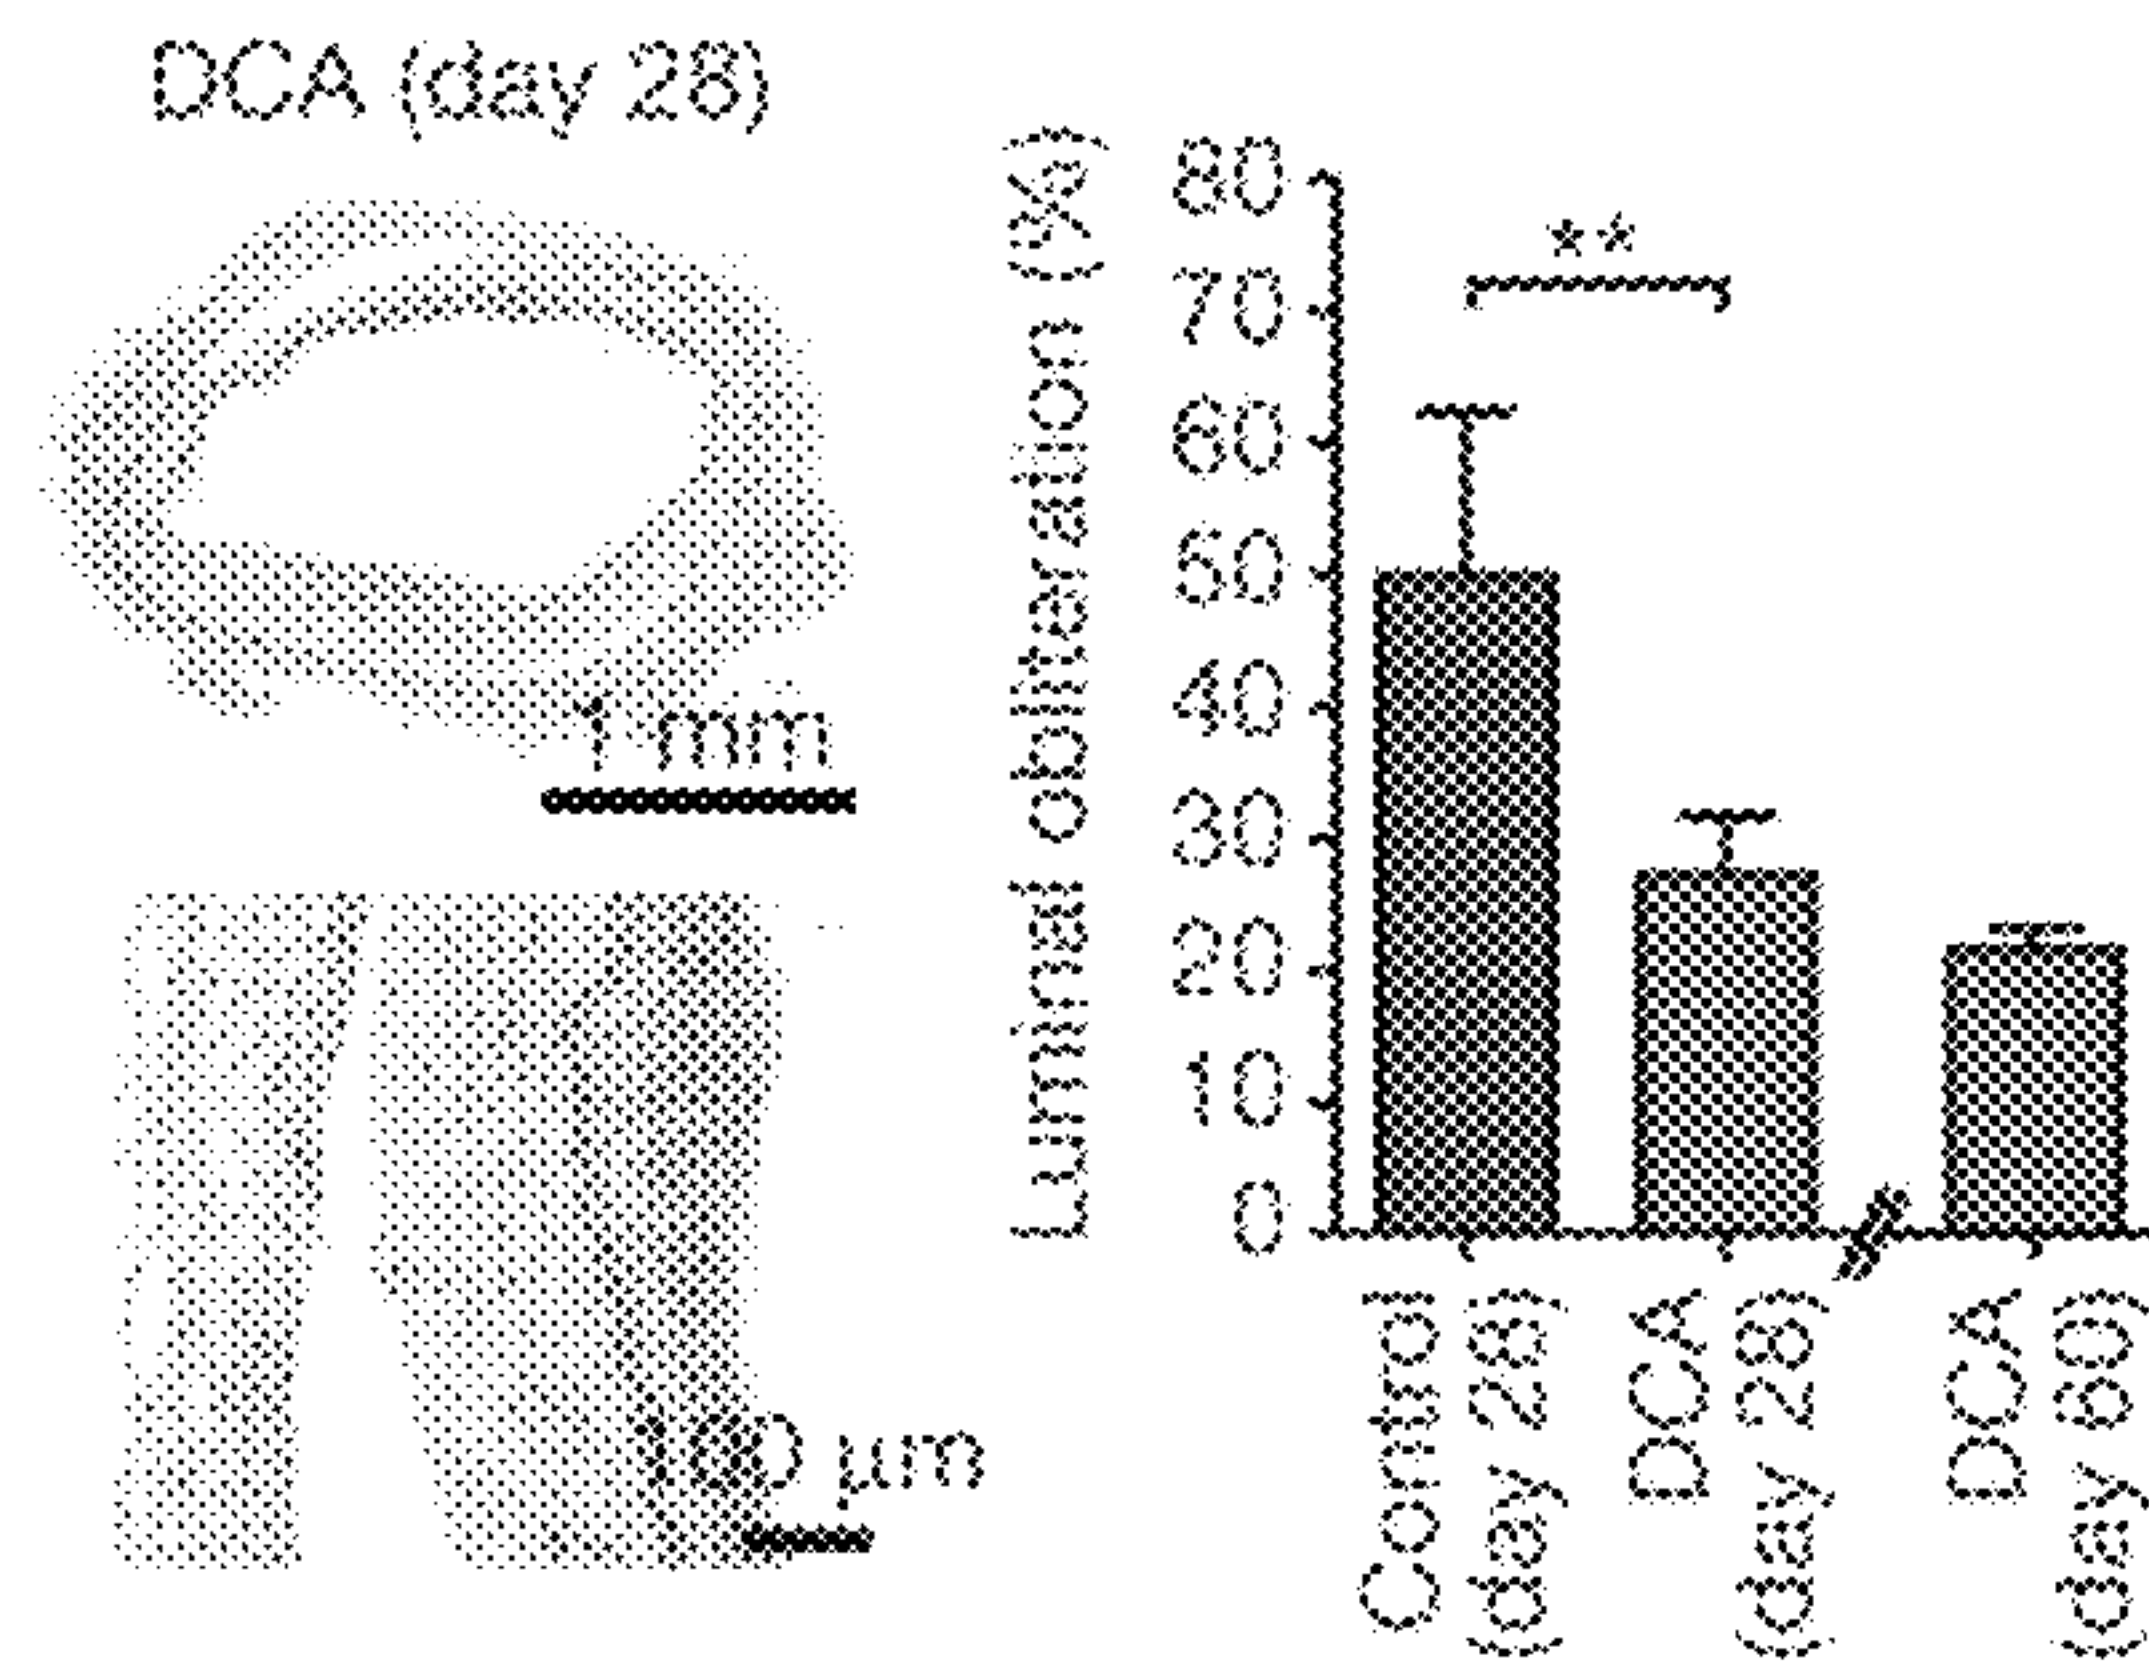 DCA (day 28)
1 mm
100 µm
Luminal obliteration (%)
80
70
60
50
40
30
20
10
0
**
Control
(day 28)
DCA
(day 28)
DCA
(day 60)